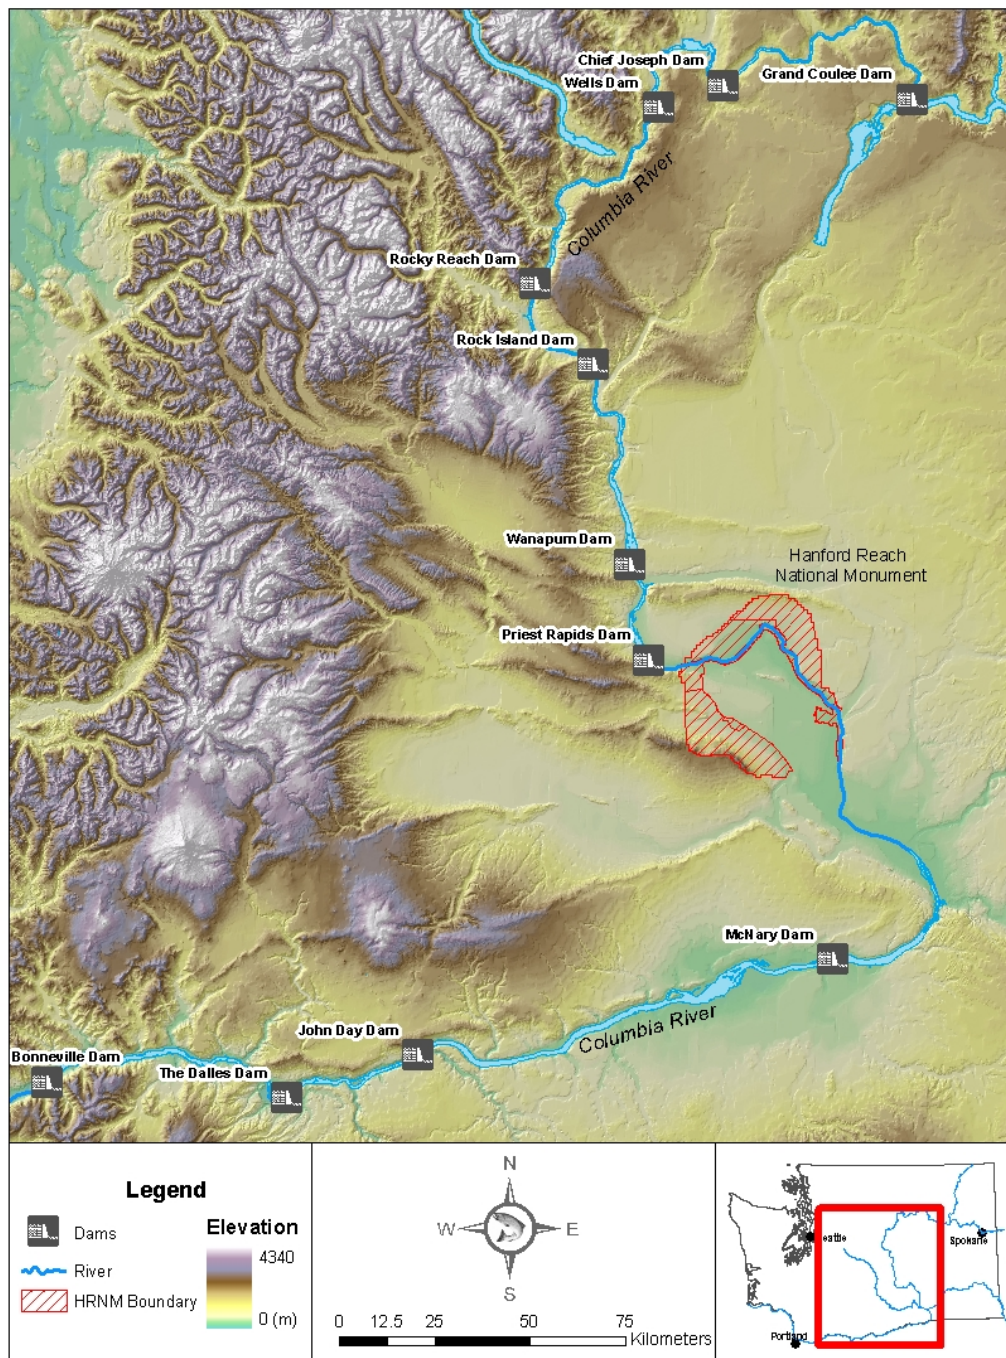 Chief Joseph Dam
Grand Coulee Dam
Wells Dam
Columbia River
Rocky Reach Dam
Rock Island Dam
Wanapum Dam
Hanford Reach
National Monument
Priest Rapids Dam
McNary Dam
Columbia River
John Day Dam
Bonneville Dam
The Dalles Dam
Legend
Dams
River
HRNM Boundary
Elevation
4340
0 (m)
N
W
E
S
0 12.5 25 50 75
Kilometers
eattle
Spokane
Portland